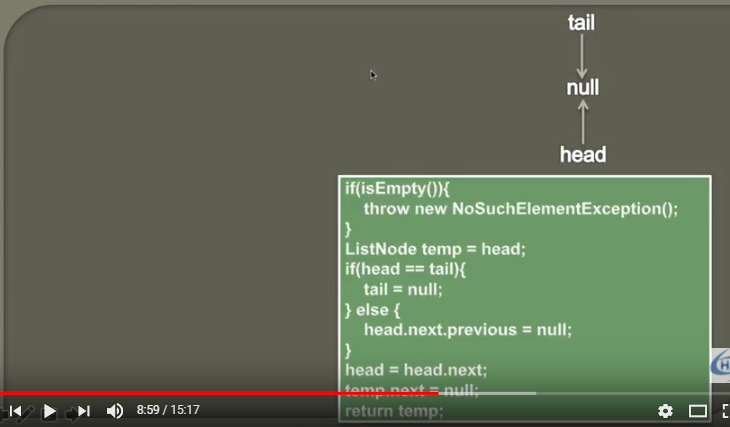 tail
null
head
if(isEmpty()){
throw new NoSuchElementException();
}
ListNode temp = head;
if(head == tail){
tail = null;
} else {
head.next.previous = null;
}
head = head.next;
temp.next = null;
return temp;
8:59 / 15:17